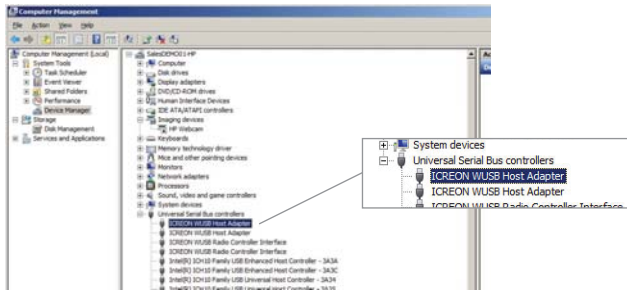 Computer Management
File Action View Help
Computer Management (Local)
System Tools
Task Scheduler
Event Viewer
Shared Folders
Performance
Device Manager
Storage
Disk Management
Services and Applications
SalesDEMO01-HP
Computer
Disk drives
Display adapters
DVD/CD-ROM drives
Human Interface Devices
IDE ATA/ATAPI controllers
Imaging devices
HP Webcam
Keyboards
Memory technology driver
Mice and other pointing devices
Monitors
Network adapters
Processors
Sound, video and game controllers
System devices
Universal Serial Bus controllers
ICREON WUSB Host Adapter
ICREON WUSB Host Adapter
ICREON WUSB Radio Controller Interface
ICREON WUSB Radio Controller Interface
Intel(R) ICH10 Family USB Enhanced Host Controller - 3A3A
Intel(R) ICH10 Family USB Enhanced Host Controller - 3A3C
Intel(R) ICH10 Family USB Universal Host Controller - 3A34
Intel(R) ICH10 Family USB Universal Host Controller - 3A35
Ac
De
System devices
Universal Serial Bus controllers
ICREON WUSB Host Adapter
ICREON WUSB Host Adapter
ICREON WUSB Radio Controller Interface